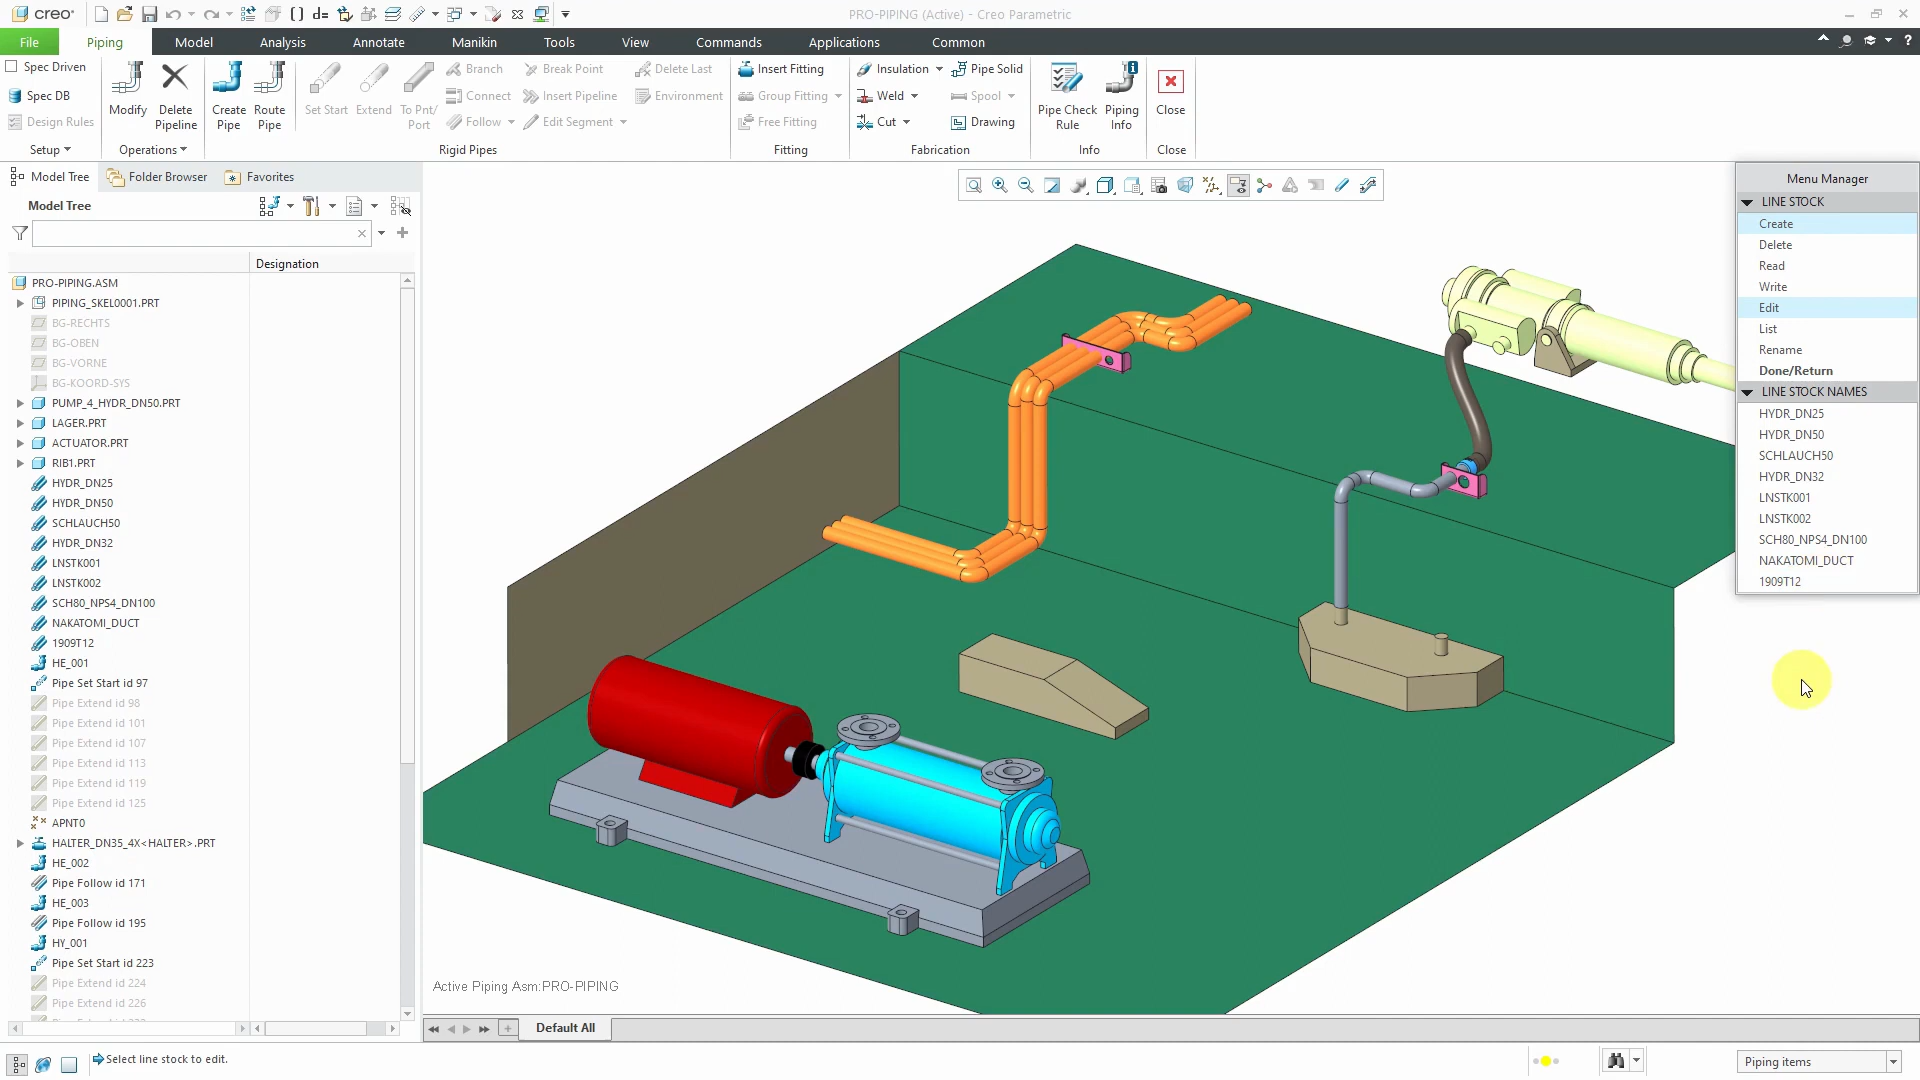 creo
PRO-PIPING (Active) - Creo Parametric
File
Piping
Model
Analysis
Annotate
Manikin
Tools
View
Commands
Applications
Common
Spec Driven
Spec DB
Design Rules
Setup
Modify
Delete Pipeline
Operations
Create Pipe
Route Pipe
Set Start
Extend
To Pnt/ Port
Branch
Connect
Follow
Break Point
Insert Pipeline
Edit Segment
Delete Last
Environment
Rigid Pipes
Insert Fitting
Group Fitting
Free Fitting
Fitting
Insulation
Weld
Cut
Pipe Solid
Spool
Drawing
Fabrication
Pipe Check Rule
Piping Info
Info
Close
Close
Model Tree
Folder Browser
Favorites
Model Tree
Designation
PRO-PIPING.ASM
PIPING_SKEL0001.PRT
BG-RECHTS
BG-OBEN
BG-VORNE
BG-KOORD-SYS
PUMP_4_HYDR_DN50.PRT
LAGER.PRT
ACTUATOR.PRT
RIB1.PRT
HYDR_DN25
HYDR_DN50
SCHLAUCH50
HYDR_DN32
LNSTK001
LNSTK002
SCH80_NPS4_DN100
NAKATOMI_DUCT
1909T12
HE_001
Pipe Set Start id 97
Pipe Extend id 98
Pipe Extend id 101
Pipe Extend id 107
Pipe Extend id 113
Pipe Extend id 119
Pipe Extend id 125
APNT0
HALTER_DN35_4X<HALTER>.PRT
HE_002
Pipe Follow id 171
HE_003
Pipe Follow id 195
HY_001
Pipe Set Start id 223
Pipe Extend id 224
Pipe Extend id 226
Menu Manager
LINE STOCK
Create
Delete
Read
Write
Edit
List
Rename
Done/Return
LINE STOCK NAMES
HYDR_DN25
HYDR_DN50
SCHLAUCH50
HYDR_DN32
LNSTK001
LNSTK002
SCH80_NPS4_DN100
NAKATOMI_DUCT
1909T12
Active Piping Asm:PRO-PIPING
Default All
Select line stock to edit.
Piping items